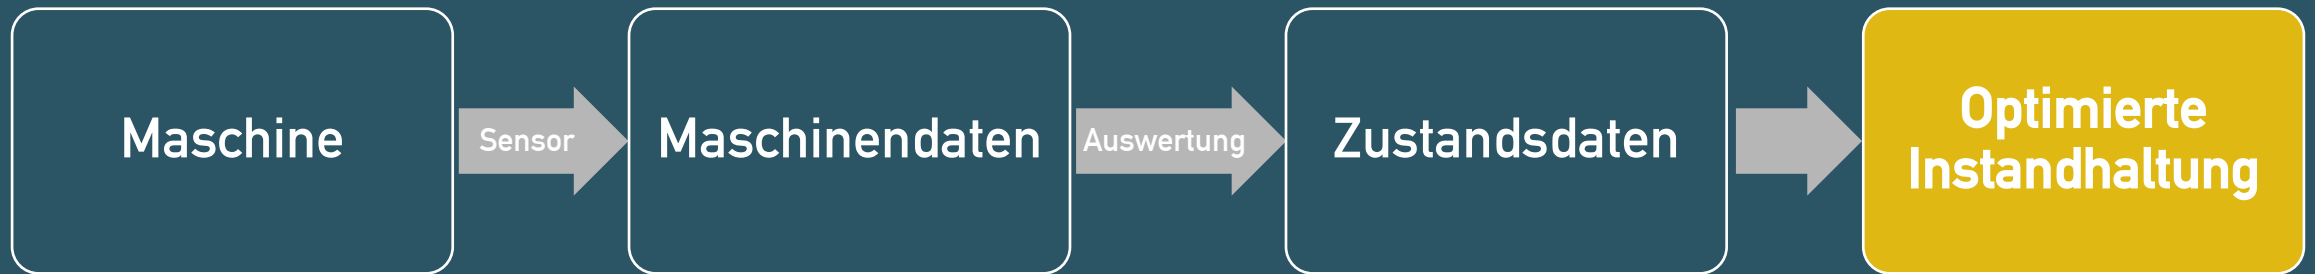 Maschine
Sensor
Maschinendaten
Auswertung
Zustandsdaten
Optimierte
Instandhaltung